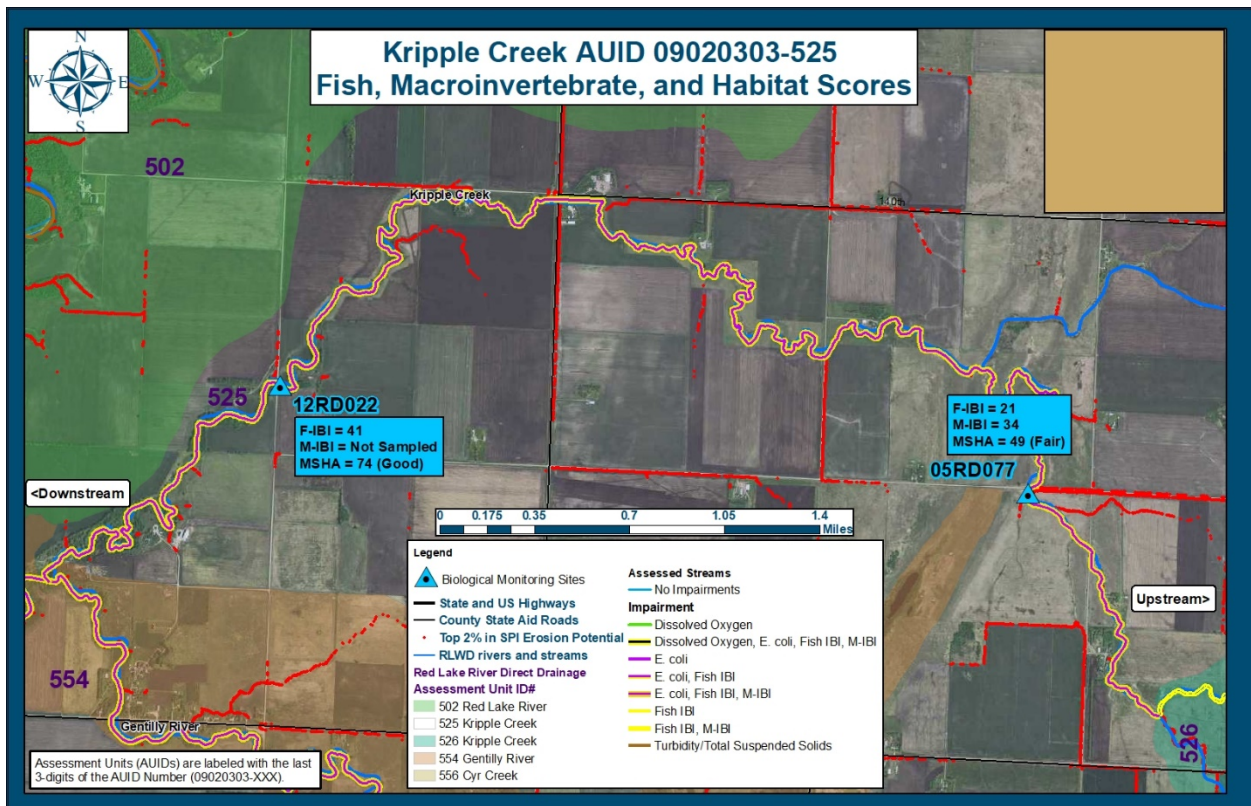 Kripple Creek AUID 09020303-525
Fish, Macroinvertebrate, and Habitat Scores
N
W E
S
502
Kripple Creek
140th
525
12RD022
F-IBI = 41
M-IBI = Not Sampled
MSHA = 74 (Good)
F-IBI = 21
M-IBI = 34
MSHA = 49 (Fair)
05RD077
<Downstream
Upstream>
0 0.175 0.35 0.7 1.05 1.4
Miles
Legend
Biological Monitoring Sites
State and US Highways
County State Aid Roads
Top 2% in SPI Erosion Potential
RLWD rivers and streams
Red Lake River Direct Drainage
Assessment Unit ID#
502 Red Lake River
525 Kripple Creek
526 Kripple Creek
554 Gentilly River
556 Cyr Creek
Assessed Streams
No Impairments
Impairment
Dissolved Oxygen
Dissolved Oxygen, E. coli, Fish IBI, M-IBI
E. coli
E. coli, Fish IBI
E. coli, Fish IBI, M-IBI
Fish IBI
Fish IBI, M-IBI
Turbidity/Total Suspended Solids
554
Gentilly River
526
Assessment Units (AUIDs) are labeled with the last
3-digits of the AUID Number (09020303-XXX).